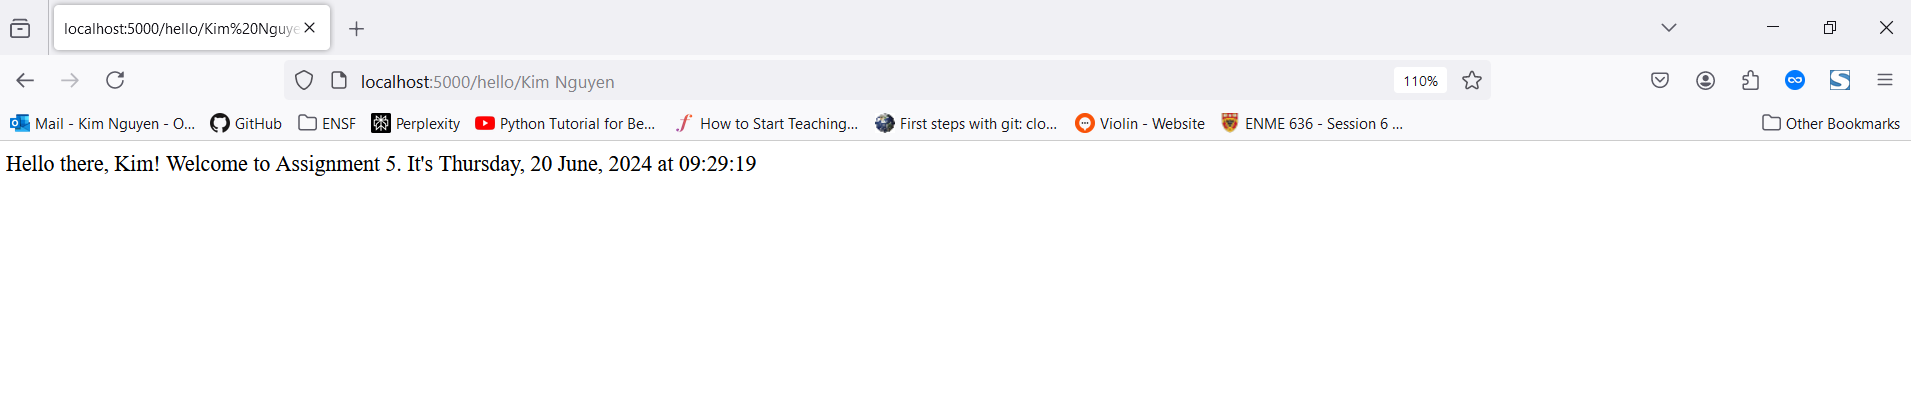 localhost:5000/hello/Kim%20Nguye
localhost:5000/hello/Kim Nguyen
110%
Mail - Kim Nguyen - O...
GitHub
ENSF
Perplexity
Python Tutorial for Be...
How to Start Teaching...
First steps with git: clo...
Violin - Website
ENME 636 - Session 6 ...
Other Bookmarks
Hello there, Kim! Welcome to Assignment 5. It's Thursday, 20 June, 2024 at 09:29:19